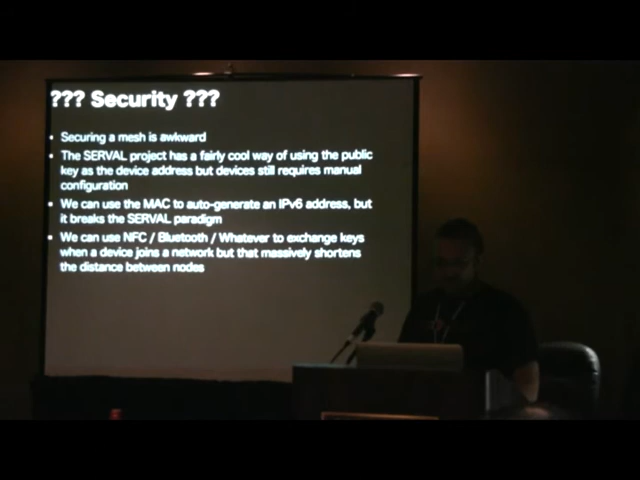 ??? Security ???
• Securing a mesh is awkward
• The SERVAL project has a fairly cool way of using the public
key as the device address but devices still requires manual
configuration
• We can use the MAC to auto-generate an IPv6 address, but
it breaks the SERVAL paradigm
• We can use NFC / Bluetooth / Whatever to exchange keys
when a device joins a network but that massively shortens
the distance between nodes